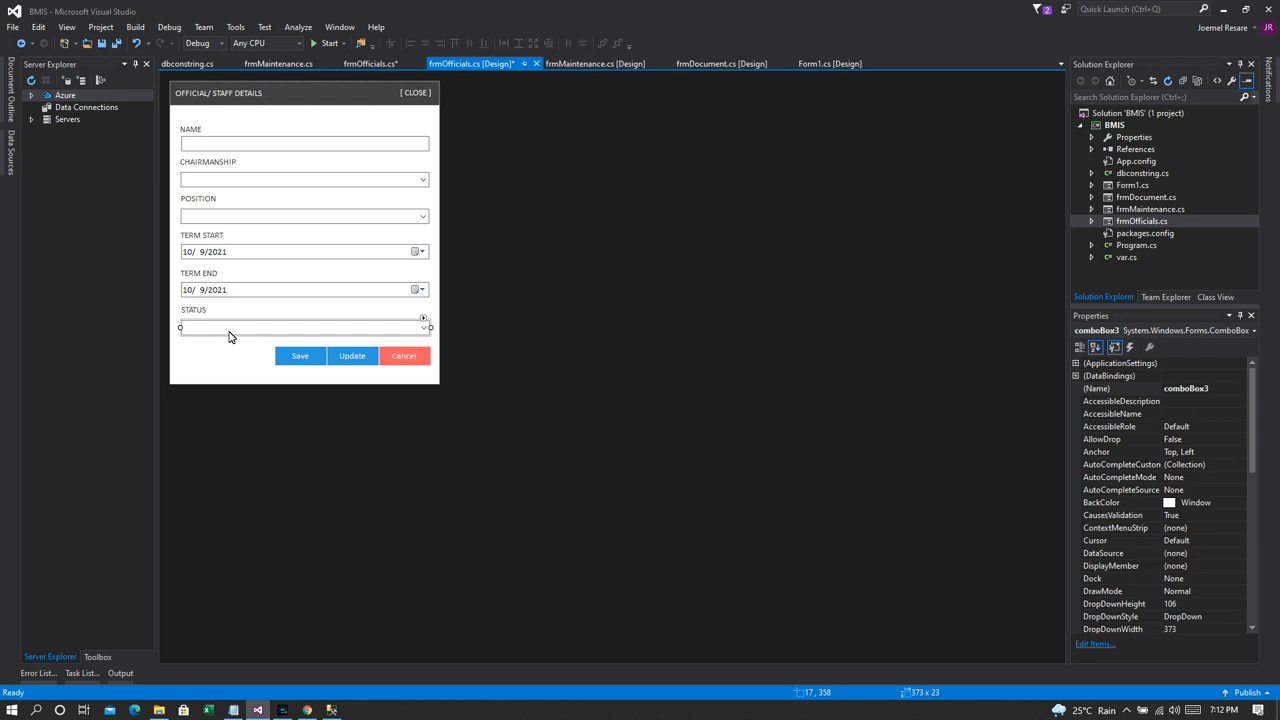 BMIS - Microsoft Visual Studio
2
Quick Launch (Ctrl+Q)
File Edit View Project Build Debug Team Tools Test Analyze Window Help
Joemel Resare JR
Debug Any CPU Start
Server Explorer
dbconstring.cs frmMaintenance.cs frmOfficials.cs* frmOfficials.cs [Design]* frmMaintenance.cs [Design] frmDocument.cs [Design] Form1.cs [Design]
Solution Explorer
Document Outline
Data Sources
Notifications
Azure
Data Connections
Servers
OFFICIAL/ STAFF DETAILS [ CLOSE ]
NAME
CHAIRMANSHIP
POSITION
TERM START
10/ 9/2021
TERM END
10/ 9/2021
STATUS
Save Update Cancel
Search Solution Explorer (Ctrl+;)
Solution 'BMIS' (1 project)
BMIS
Properties
References
App.config
dbconstring.cs
Form1.cs
frmDocument.cs
frmMaintenance.cs
frmOfficials.cs
packages.config
Program.cs
var.cs
Solution Explorer Team Explorer Class View
Properties
comboBox3 System.Windows.Forms.ComboBox
(ApplicationSettings)
(DataBindings)
(Name) comboBox3
AccessibleDescription
AccessibleName
AccessibleRole Default
AllowDrop False
Anchor Top, Left
AutoCompleteCustom (Collection)
AutoCompleteMode None
AutoCompleteSource None
BackColor Window
CausesValidation True
ContextMenuStrip (none)
Cursor Default
DataSource (none)
DisplayMember (none)
Dock None
DrawMode Normal
DropDownHeight 106
DropDownStyle DropDown
DropDownWidth 373
Edit Items...
Server Explorer Toolbox
Error List... Task List... Output
Ready 17 , 358 373 x 23 Publish
25°C Rain 7:12 PM